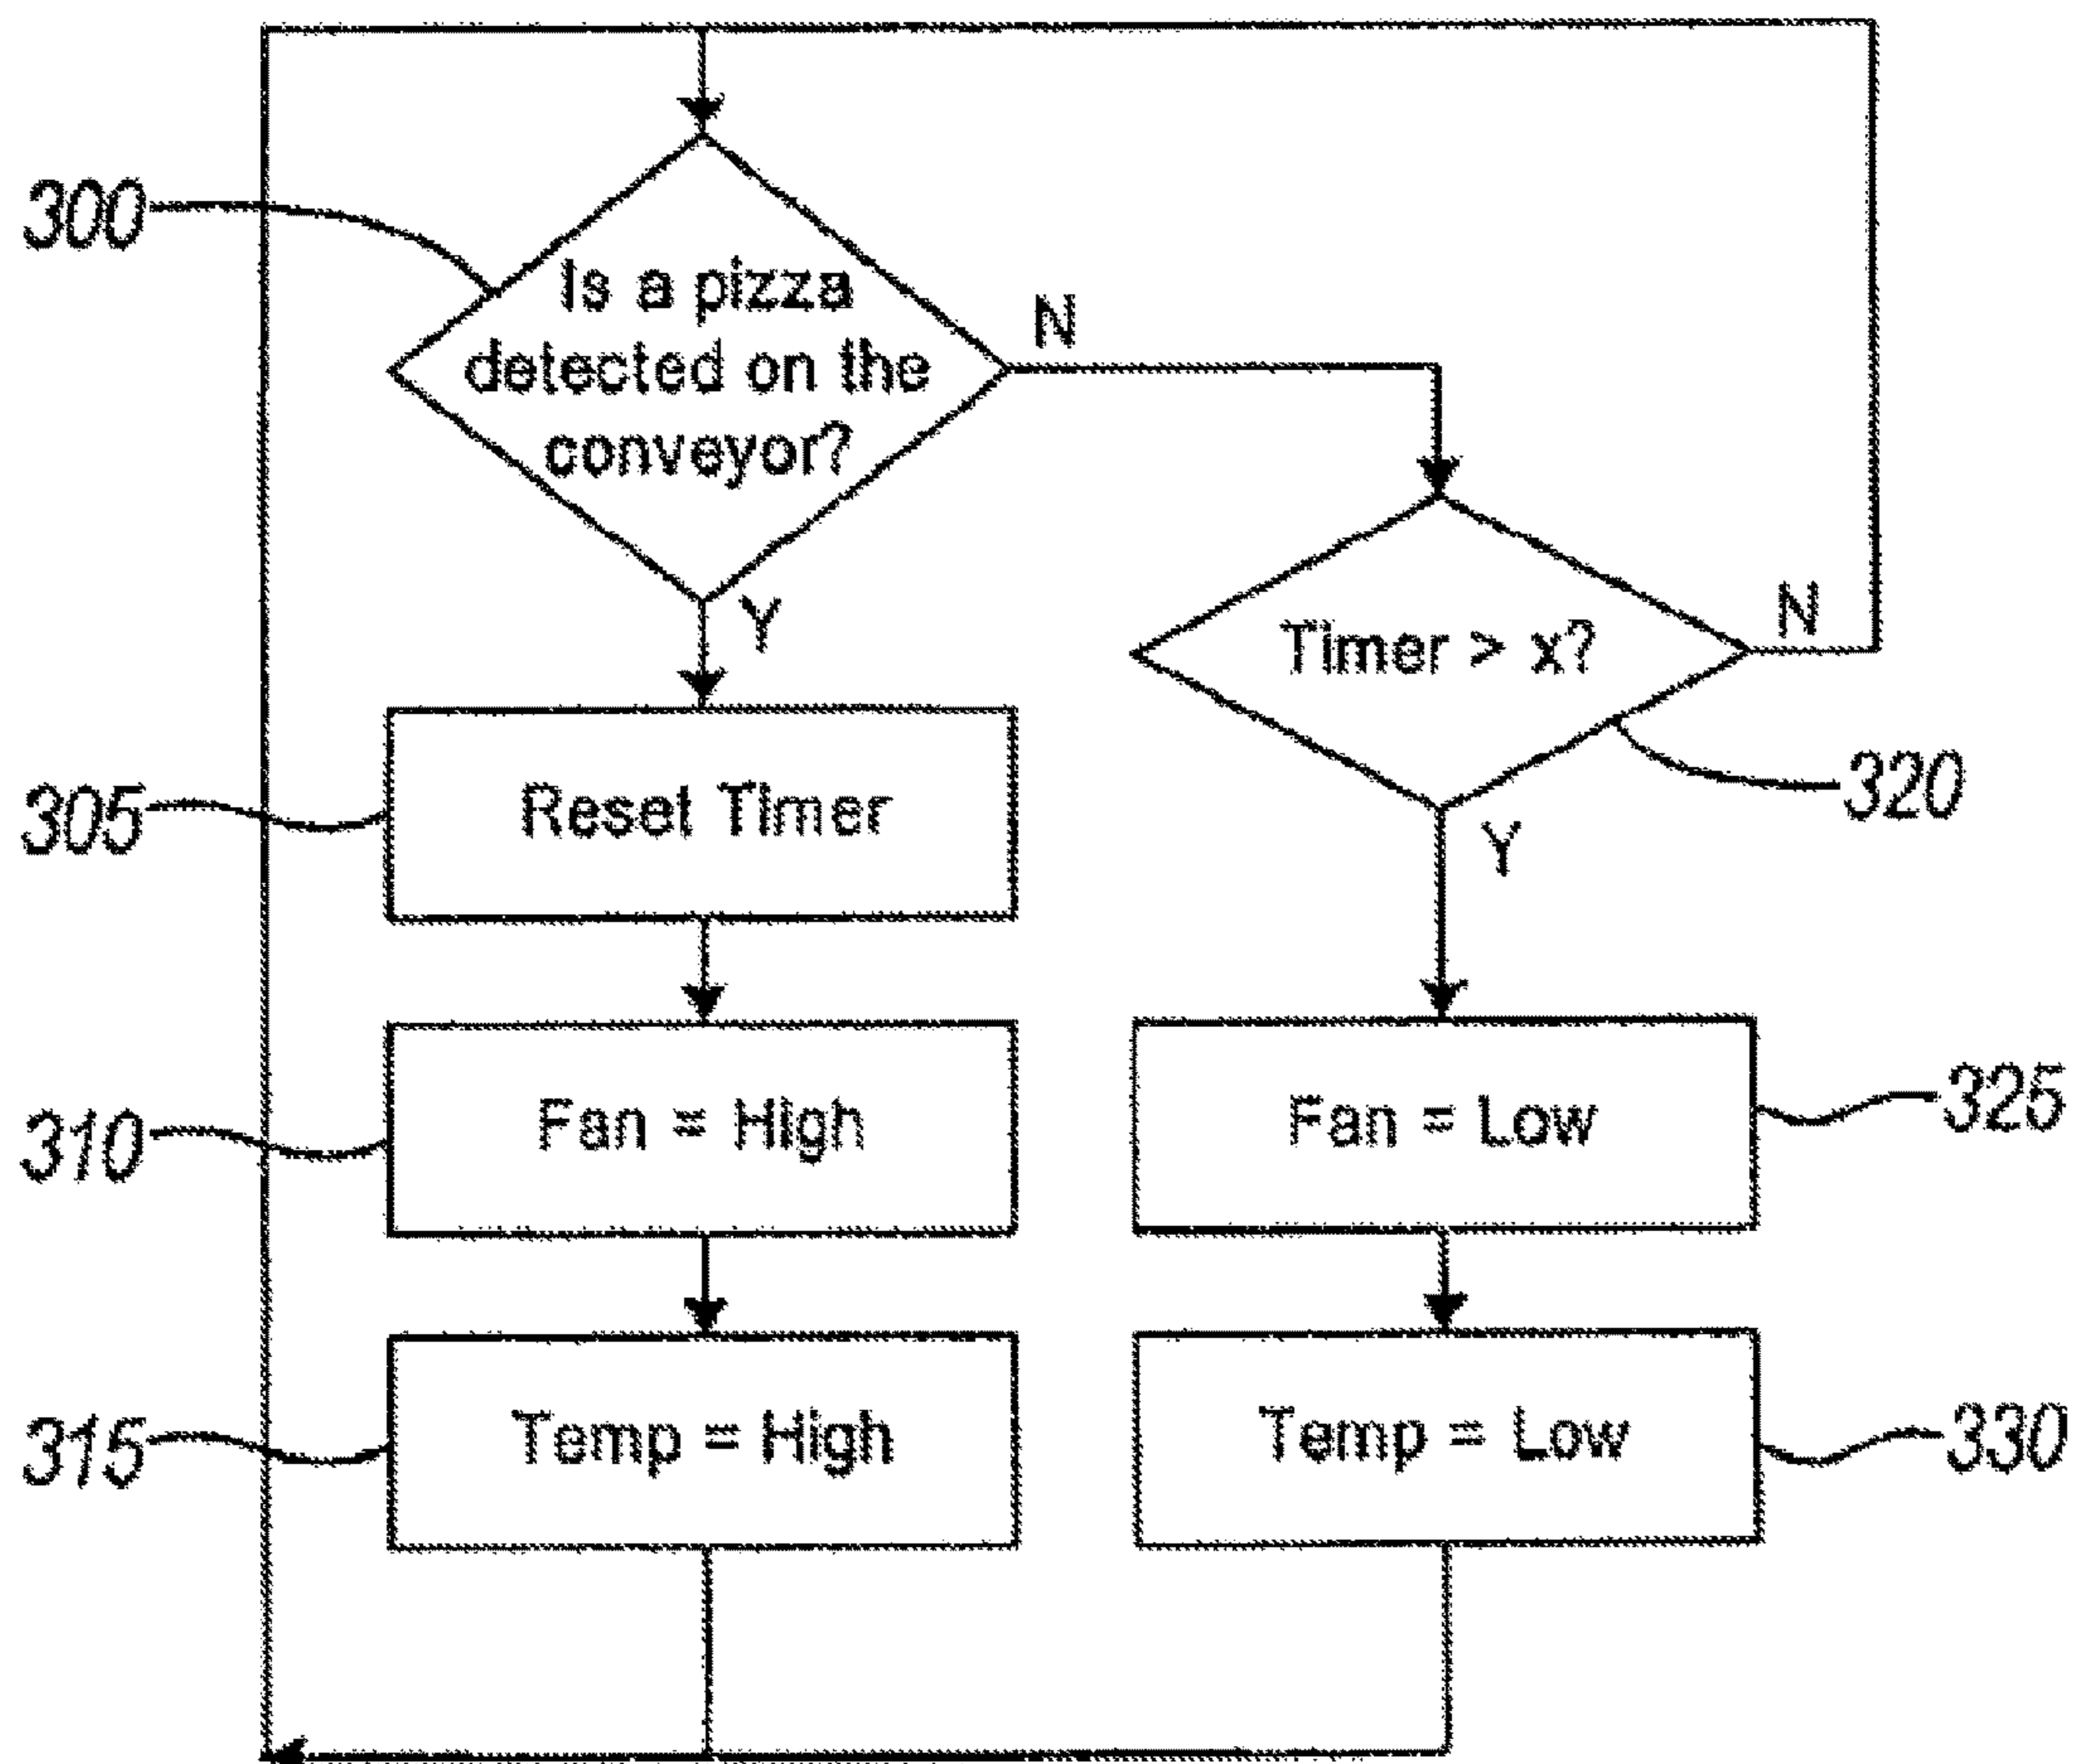 300
Is a pizza
detected on the
conveyor?
N
Y
Timer > x?
N
320
Y
305
Reset Timer
310
Fan = High
Fan = Low
325
315
Temp = High
Temp = Low
330